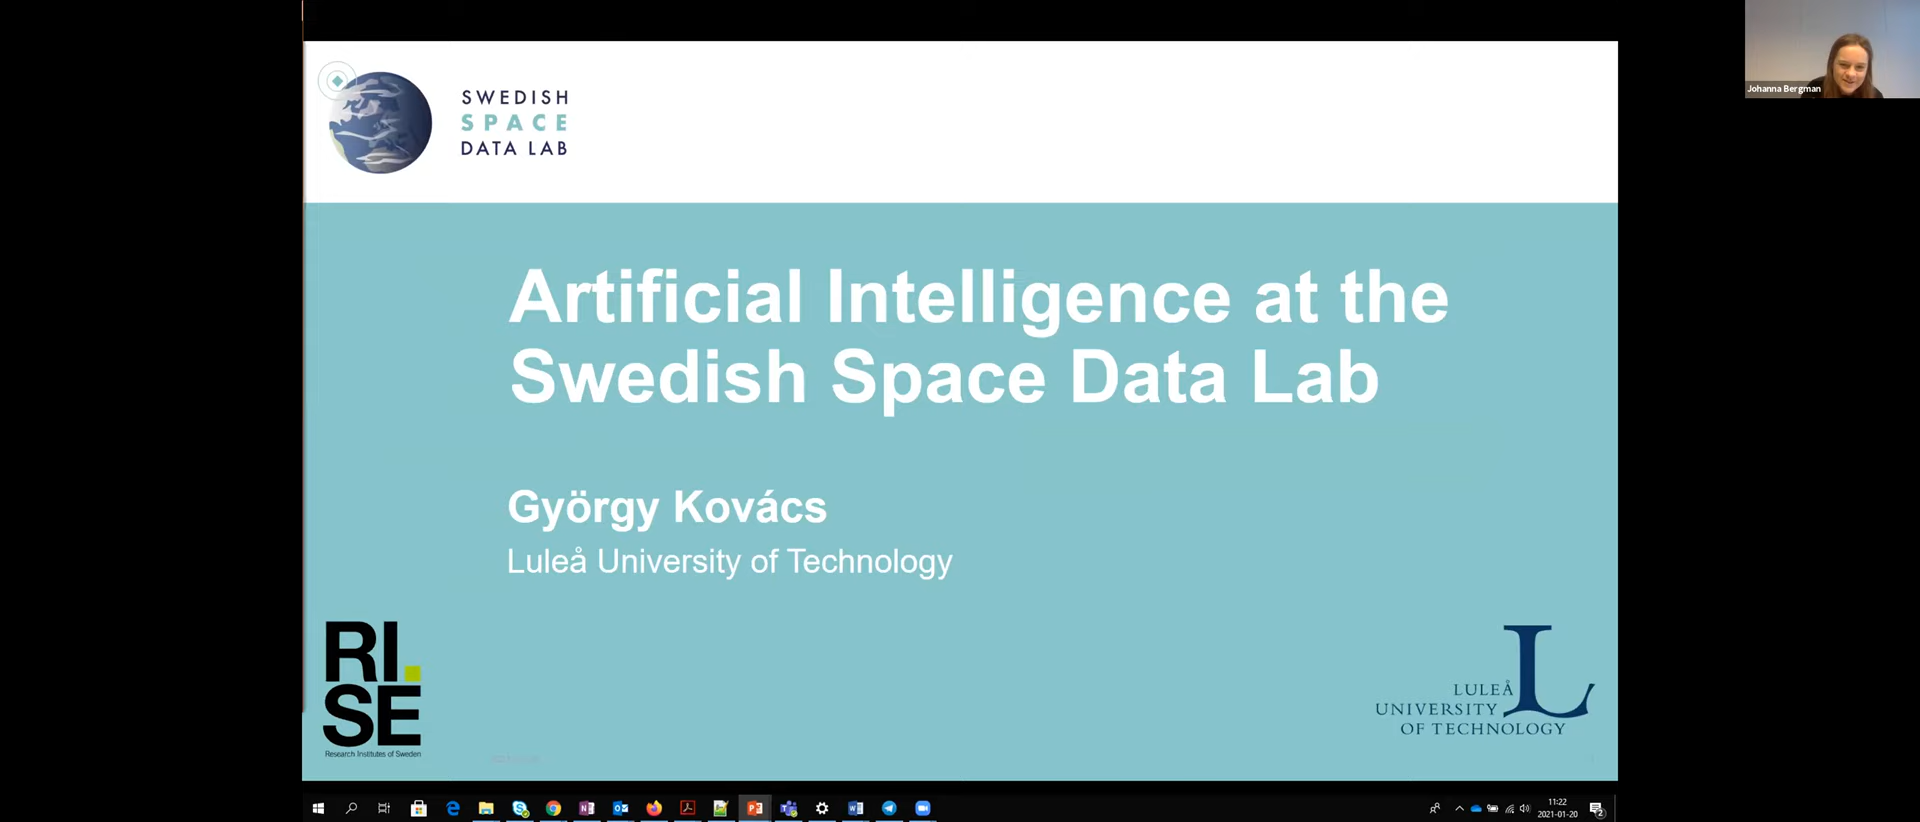 SWEDISH
SPACE
DATA LAB
Johanna Bergman
Artificial Intelligence at the
Swedish Space Data Lab
György Kovács
Luleå University of Technology
RI.
SE
Research Institutes of Sweden
LULEÅ
UNIVERSITY
OF TECHNOLOGY
11:22
2021-01-20
2